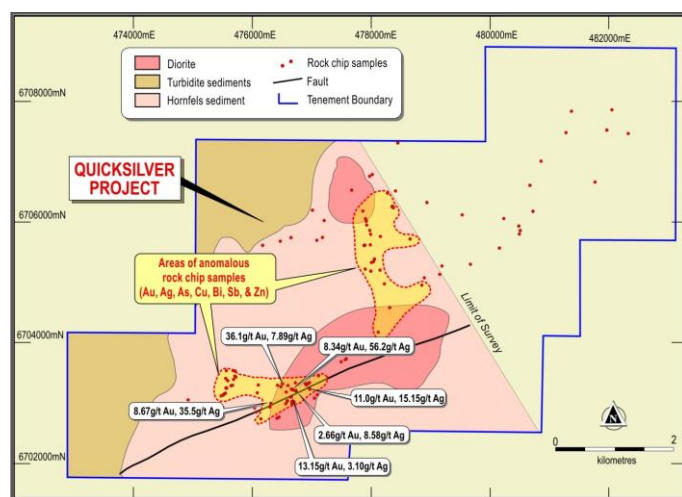 474000mE 476000mE 478000mE 480000mE 482000mE
Diorite
Turbidite sediments
Hornfels sediment
Rock chip samples
Fault
Tenement Boundary
6708000mN
QUICKSILVER
PROJECT
6706000mN
Areas of anomalous
rock chip samples
(Au, Ag, As, Cu, Bi, Sb, & Zn)
Limit of Survey
6704000mN
36.1g/t Au, 7.89g/t Ag
8.34g/t Au, 56.2g/t Ag
8.67g/t Au, 35.5g/t Ag
11.0g/t Au, 15.15g/t Ag
2.66g/t Au, 8.58g/t Ag
13.15g/t Au, 3.10g/t Ag
6702000mN
N
0 2
kilometres